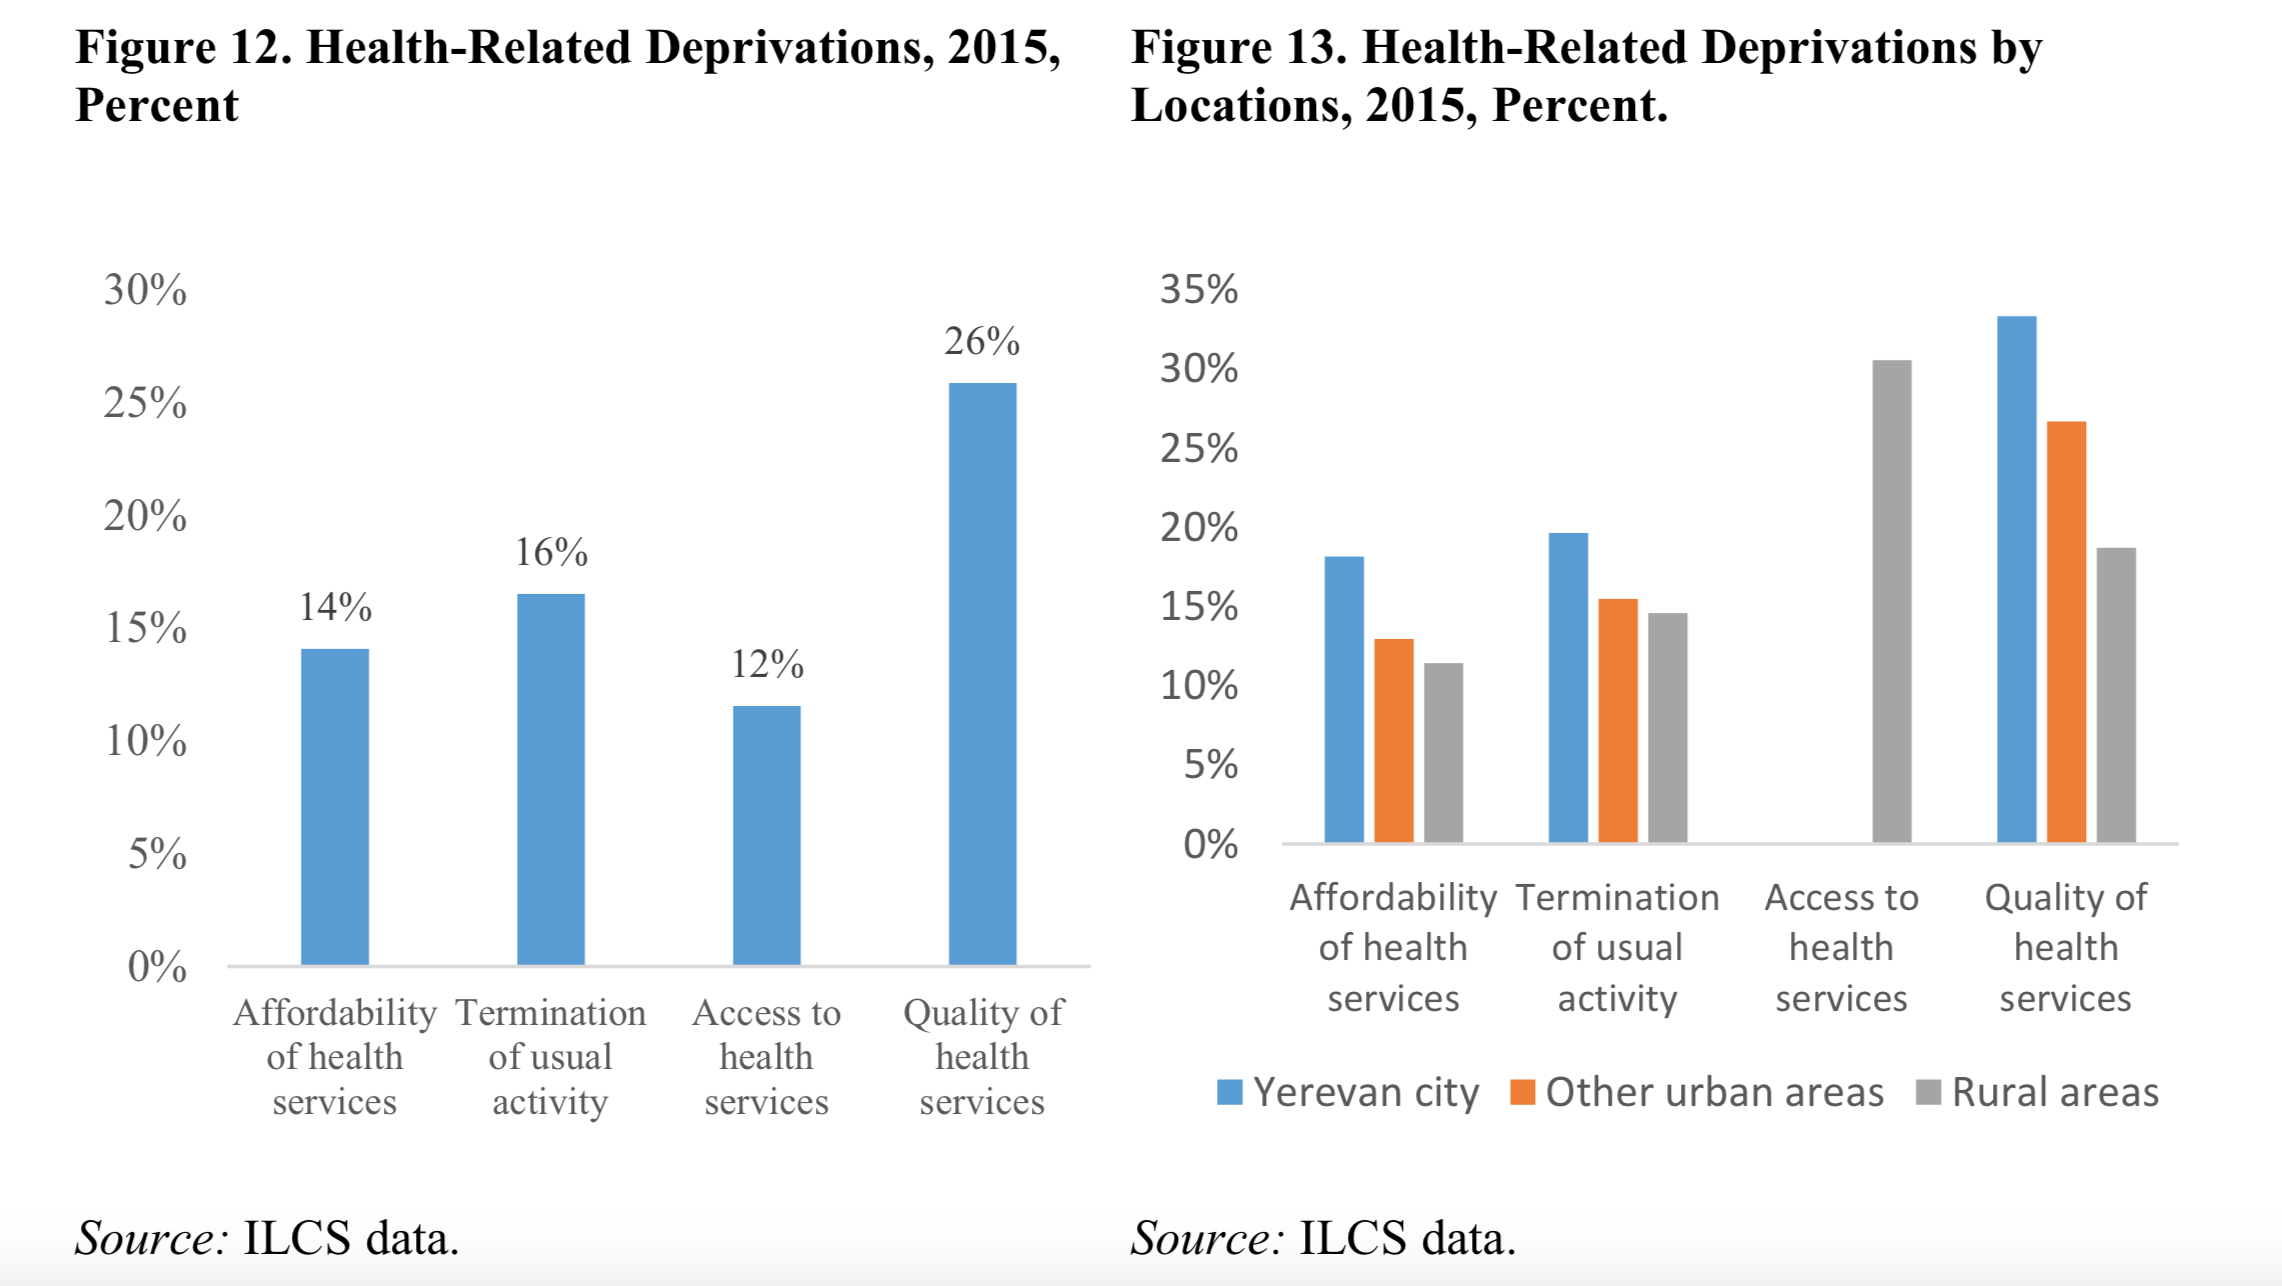 Figure 12. Health-Related Deprivations, 2015,
Percent
30%
25%
20%
15%
10%
5%
0%
14%
16%
12%
26%
Affordability
of health
services
Termination
of usual
activity
Access to
health
services
Quality of
health
services
Source: ILCS data.
Figure 13. Health-Related Deprivations by
Locations, 2015, Percent.
35%
30%
25%
20%
15%
10%
5%
0%
Affordability
of health
services
Termination
of usual
activity
Access to
health
services
Quality of
health
services
Yerevan city
Other urban areas
Rural areas
Source: ILCS data.